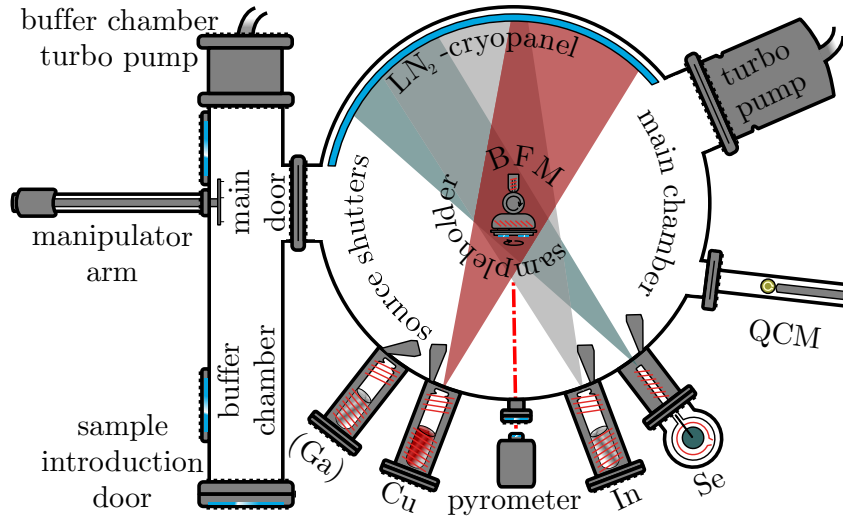 buffer chamber
turbo pump
LN₂-cryopanel
turbo
pump
BFM
main
door
main chamber
sampleholder
source shutters
manipulator
arm
QCM
buffer
chamber
sample
introduction
door
(Ga)
Cu
pyrometer
In
Se